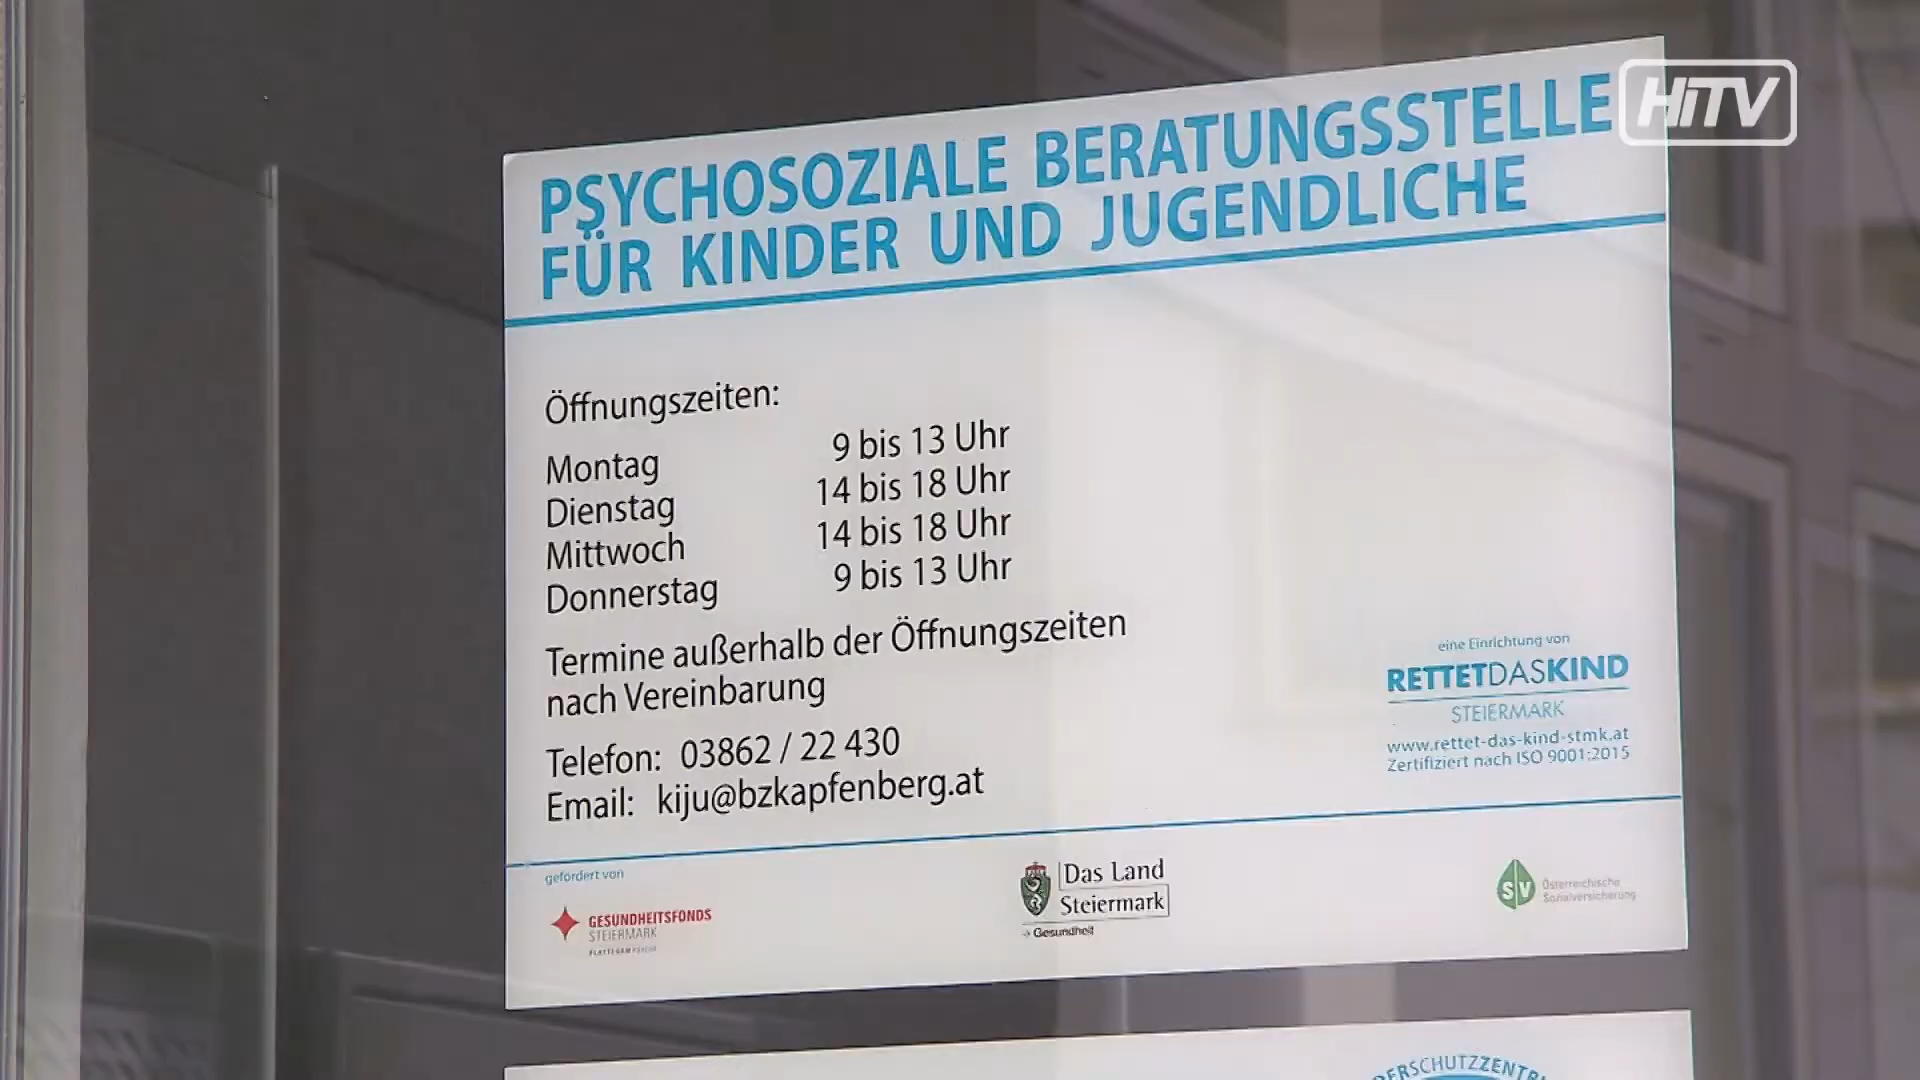 HiTV
PSYCHOSOZIALE BERATUNGSSTELLE
FÜR KINDER UND JUGENDLICHE
Öffnungszeiten:
Montag 9 bis 13 Uhr
Dienstag 14 bis 18 Uhr
Mittwoch 14 bis 18 Uhr
Donnerstag 9 bis 13 Uhr
Termine außerhalb der Öffnungszeiten
nach Vereinbarung
Telefon: 03862 / 22 430
Email: kiju@bzkapfenberg.at
eine Einrichtung von
RETTETDASKIND
STEIERMARK
www.rettet-das-kind-stmk.at
Zertifiziert nach ISO 9001:2015
gefördert von
GESUNDHEITSFONDS
STEIERMARK
Das Land
Steiermark
→ Gesundheit
SV
Österreichische
Sozialversicherung